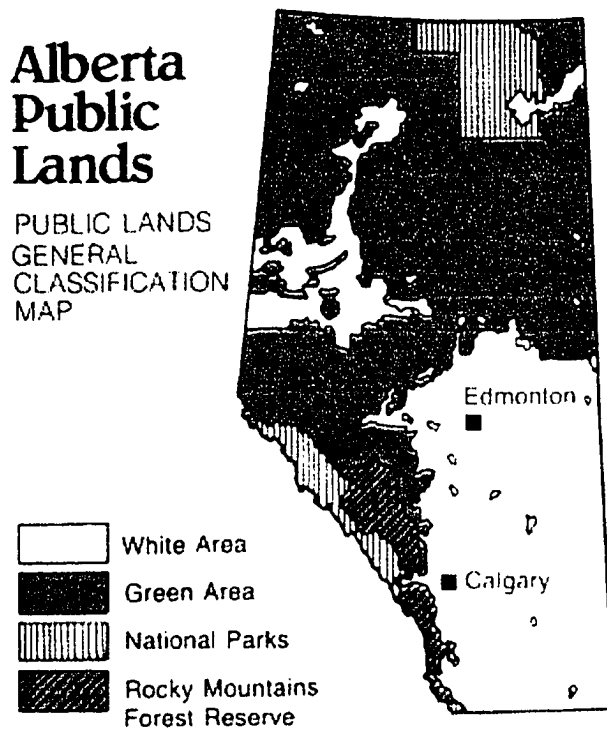 Alberta
Public
Lands
PUBLIC LANDS
GENERAL
CLASSIFICATION
MAP
Edmonton
Calgary
White Area
Green Area
National Parks
Rocky Mountains
Forest Reserve